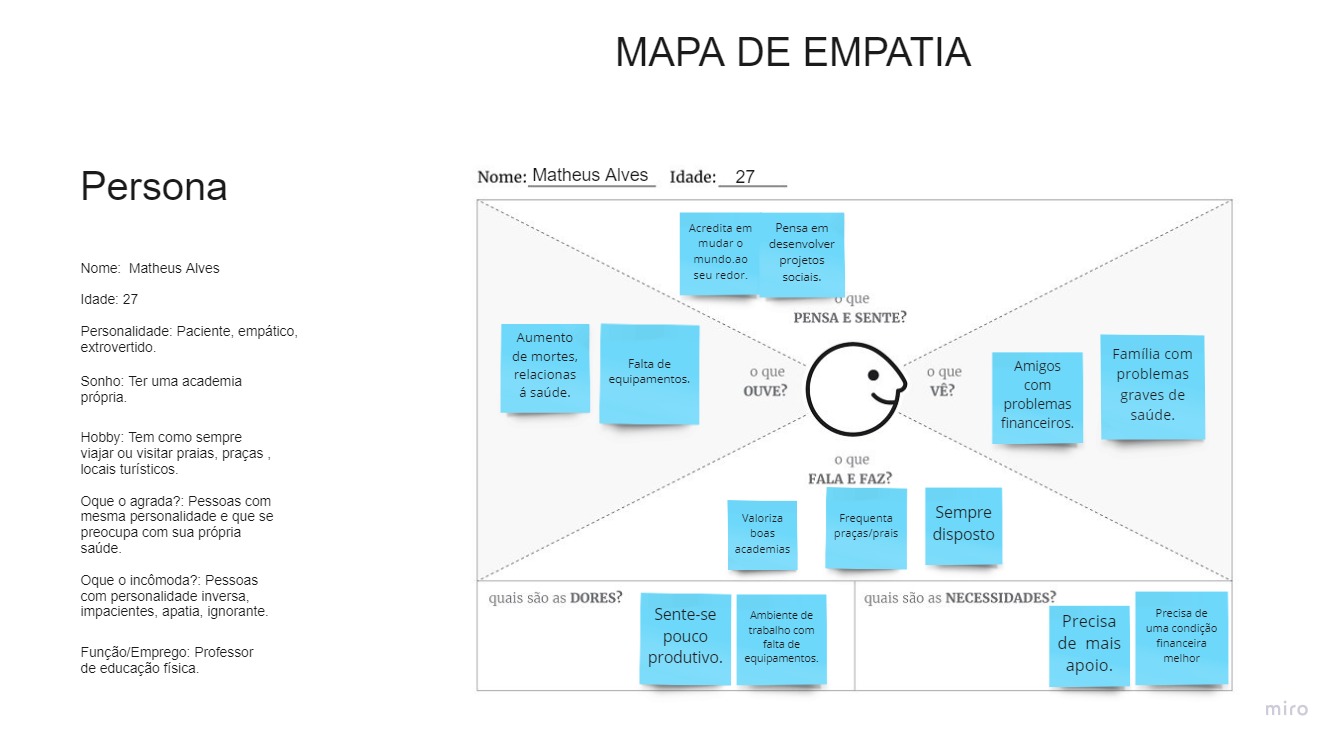 MAPA DE EMPATIA
Persona
Nome:  Matheus Alves
Idade: 27
Personalidade: Paciente, empático,
extrovertido.
Sonho: Ter uma academia
própria.
Hobby: Tem como sempre
viajar ou visitar praias, praças ,
locais turísticos.
Oque o agrada?: Pessoas com
mesma personalidade e que se
preocupa com sua própria
saúde.
Oque o incômoda?: Pessoas
com personalidade inversa,
impacientes, apatia, ignorante.
Função/Emprego: Professor
de educação física.
Nome: Matheus Alves Idade: 27
Acredita em
mudar o
mundo.ao
seu redor.
Pensa em
desenvolver
projetos
sociais.
o que
PENSA E SENTE?
Aumento
de mortes,
relacionas
á saúde.
Falta de
equipamentos.
o que
OUVE?
o que
VÊ?
Amigos
com
problemas
financeiros.
Família com
problemas
graves de
saúde.
o que
FALA E FAZ?
Valoriza
boas
academias
Frequenta
praças/prais
Sempre
disposto
quais são as DORES?
Sente-se
pouco
produtivo.
Ambiente de
trabalho com
falta de
equipamentos.
quais são as NECESSIDADES?
Precisa
de  mais
apoio.
Precisa de
uma condição
financeira
melhor
miro